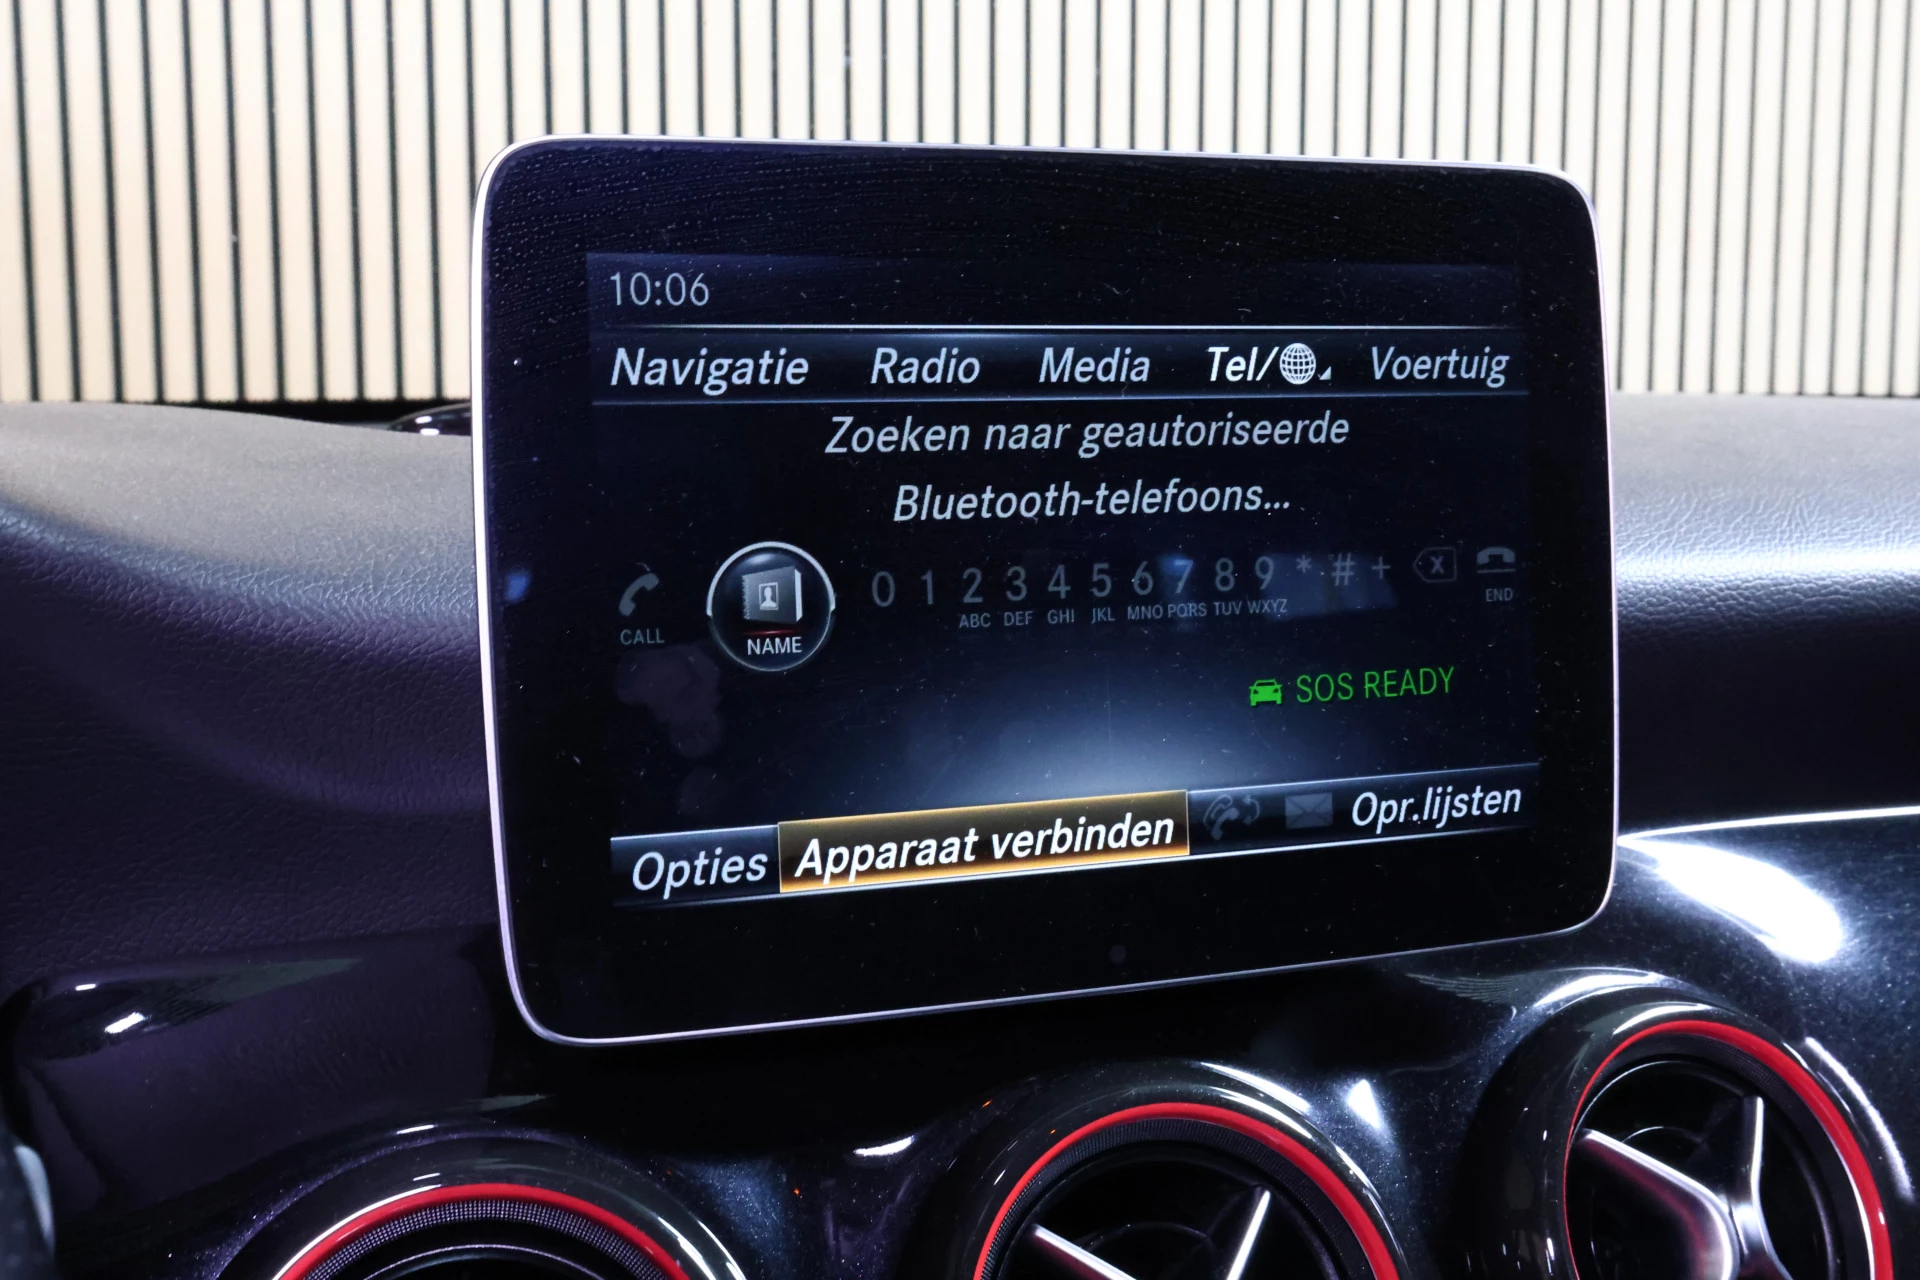 10:06
Navigatie Radio Media Tel/ Voertuig
Zoeken naar geautoriseerde
Bluetooth-telefoons...
0 1 2 3 4 5 6 7 8 9 * # +
ABC DEF GHI JKL MNO PQRS TUV WXYZ
CALL NAME X END
SOS READY
Opties Apparaat verbinden Opr.lijsten